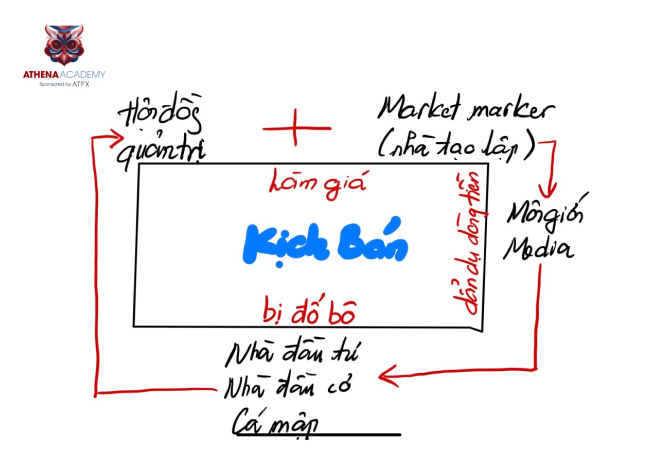 ATHENA ACADEMY
Sponsored by ATFX
Hội đồng
quản trị
+
Market marker
(nhà tạo lập)
làm giá
Kịch Bản
dẫn dụ dòng tiền
Môi giới
Media
bị đổ bô
Nhà đầu tư
Nhà đầu cơ
Cá mập